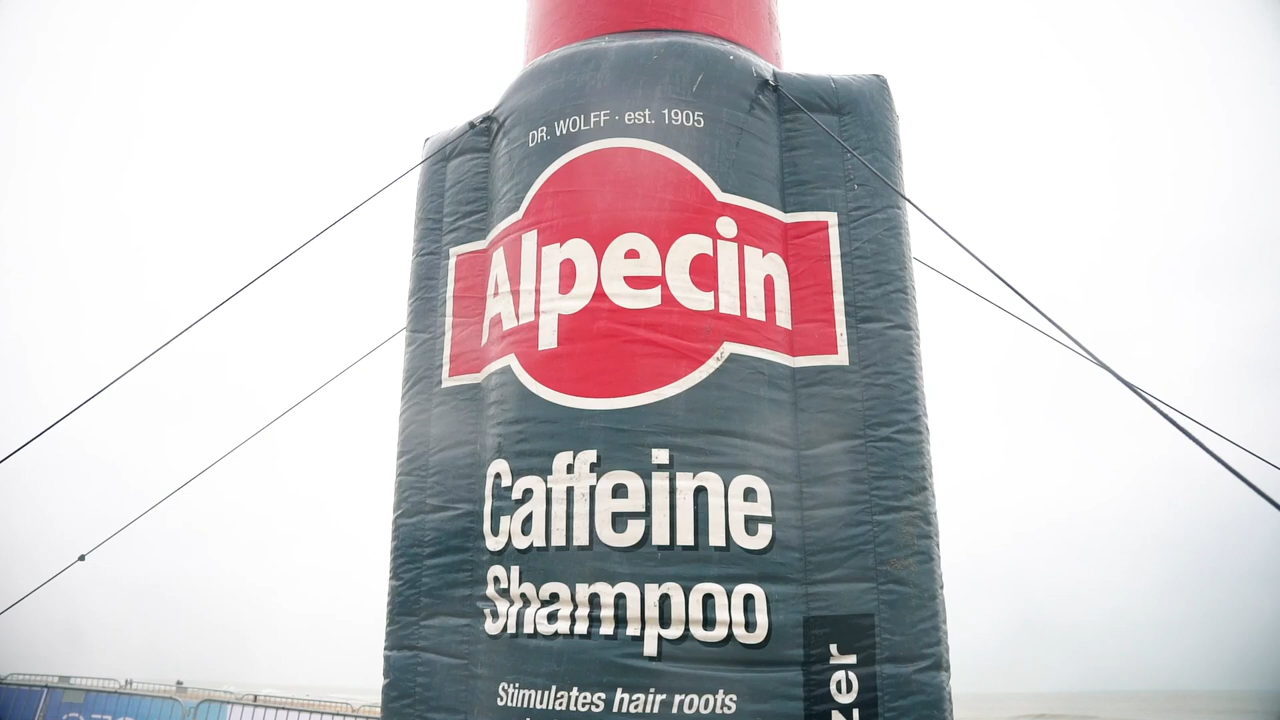 DR. WOLFF · est. 1905
Alpecin
Caffeine
Shampoo
Stimulates hair roots